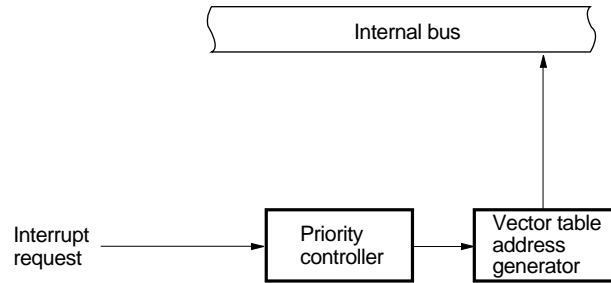 Internal bus
Interrupt
request
Priority
controller
Vector table
address
generator